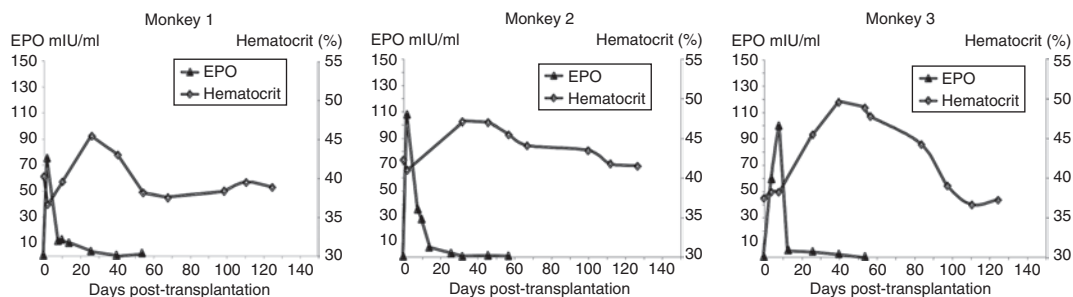 Monkey 1
EPO mIU/ml Hematocrit (%)
150 55
130 50
110
90 45
70 40
50
30 35
10 30
EPO
Hematocrit
0 20 40 60 80 100 120 140
Monkey 2
EPO mIU/ml Hematocrit (%)
150 55
130 50
110
90 45
70 40
50
30 35
10 30
EPO
Hematocrit
0 20 40 60 80 100 120 140
Monkey 3
EPO mIU/ml Hematocrit (%)
150 55
130 50
110
90 45
70 40
50
30 35
10 30
EPO
Hematocrit
0 20 40 60 80 100 120 140
Days post-transplantation
Days post-transplantation
Days post-transplantation